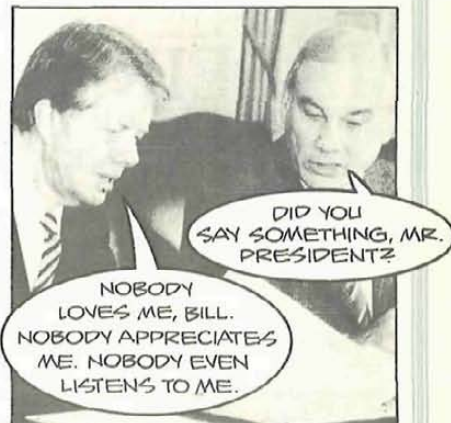 NOBODY
LOVES ME, BILL.
NOBODY APPRECIATES
ME. NOBODY EVEN
LISTENS TO ME.
DID YOU
SAY SOMETHING, MR.
PRESIDENT?